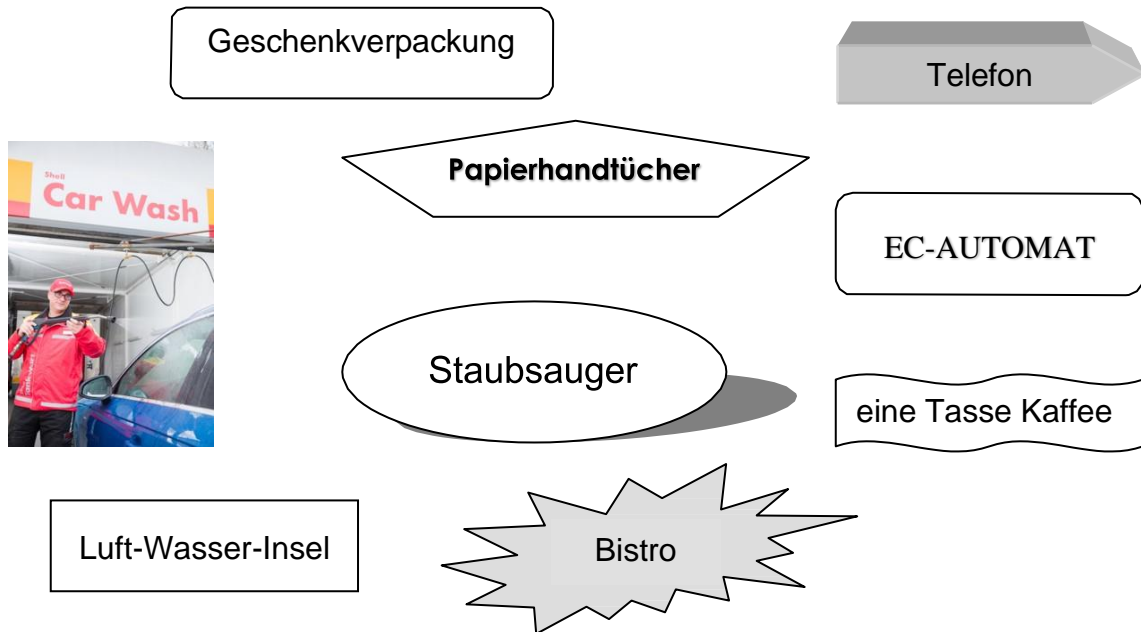 Geschenkverpackung
Telefon
Papierhandtücher
Shell
Car Wash
EC-AUTOMAT
Staubsauger
eine Tasse Kaffee
Luft-Wasser-Insel
Bistro